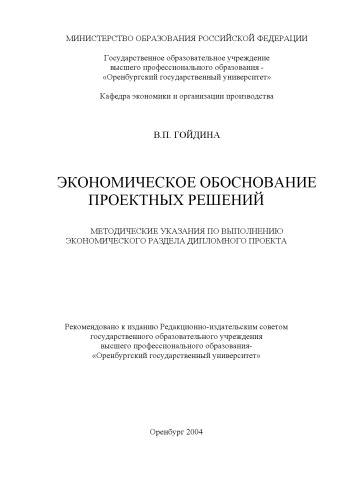 МИНИСТЕРСТВО ОБРАЗОВАНИЯ РОССИЙСКОЙ ФЕДЕРАЦИИ
Государственное образовательное учреждение
высшего профессионального образования -
«Оренбургский государственный университет»
Кафедра экономики и организации производства
В.П. ГОЙДИНА
ЭКОНОМИЧЕСКОЕ ОБОСНОВАНИЕ
ПРОЕКТНЫХ РЕШЕНИЙ
МЕТОДИЧЕСКИЕ УКАЗАНИЯ ПО ВЫПОЛНЕНИЮ
ЭКОНОМИЧЕСКОГО РАЗДЕЛА ДИПЛОМНОГО ПРОЕКТА
Рекомендовано к изданию Редакционно-издательским советом
государственного образовательного учреждения
высшего профессионального образования-
«Оренбургский государственный университет»
Оренбург 2004